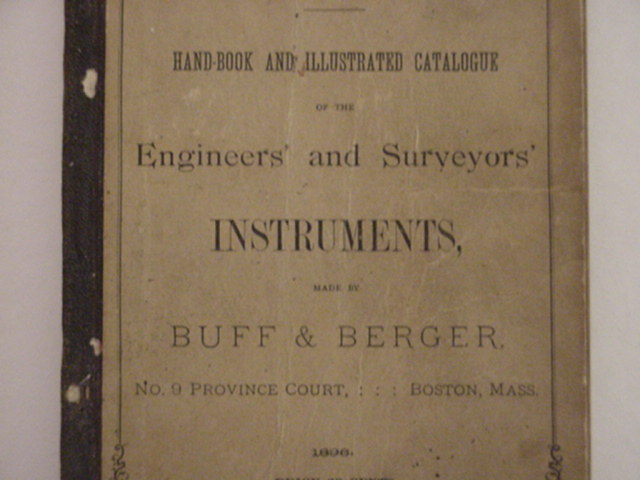 HAND-BOOK AND ILLUSTRATED CATALOGUE
OF THE
Engineers' and Surveyors'
INSTRUMENTS,
MADE BY
BUFF & BERGER,
No. 9 PROVINCE COURT, : : : BOSTON, MASS.